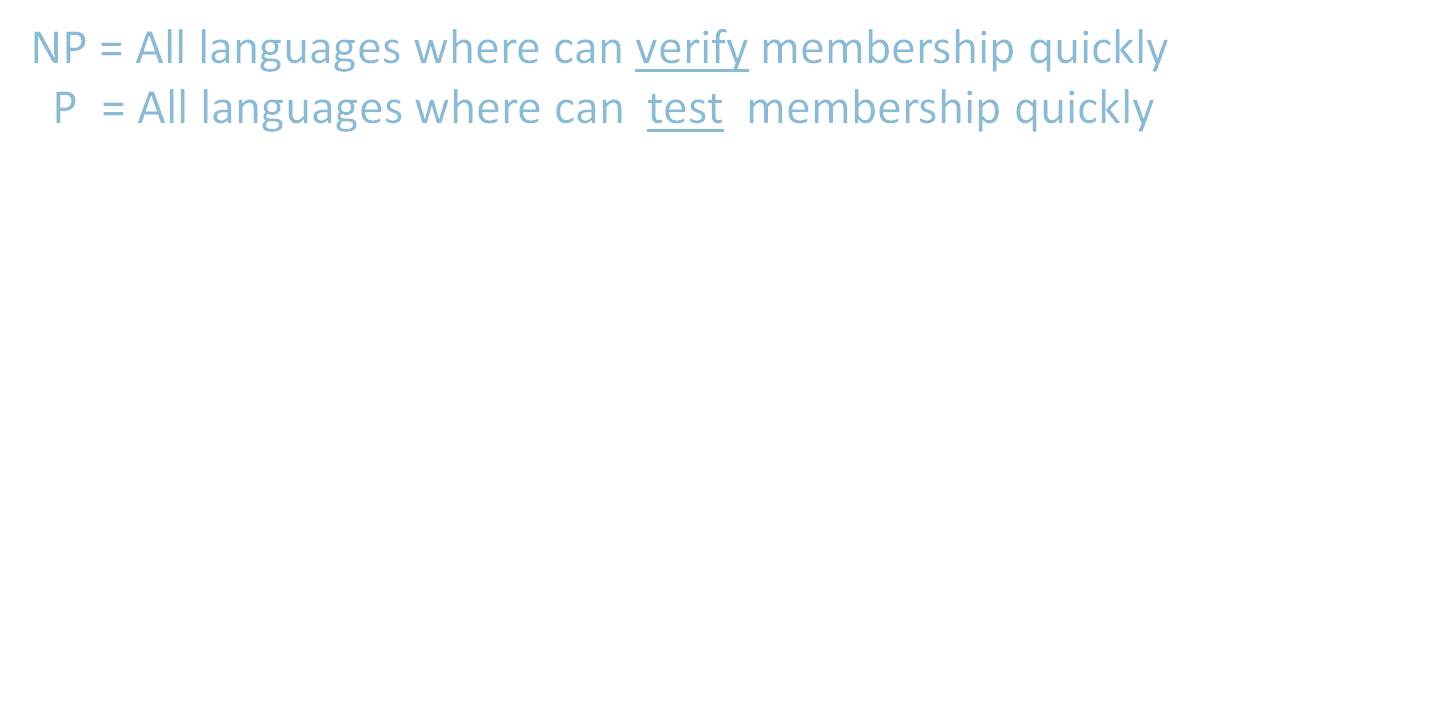 NP = All languages where can verify membership quickly
P = All languages where can test membership quickly